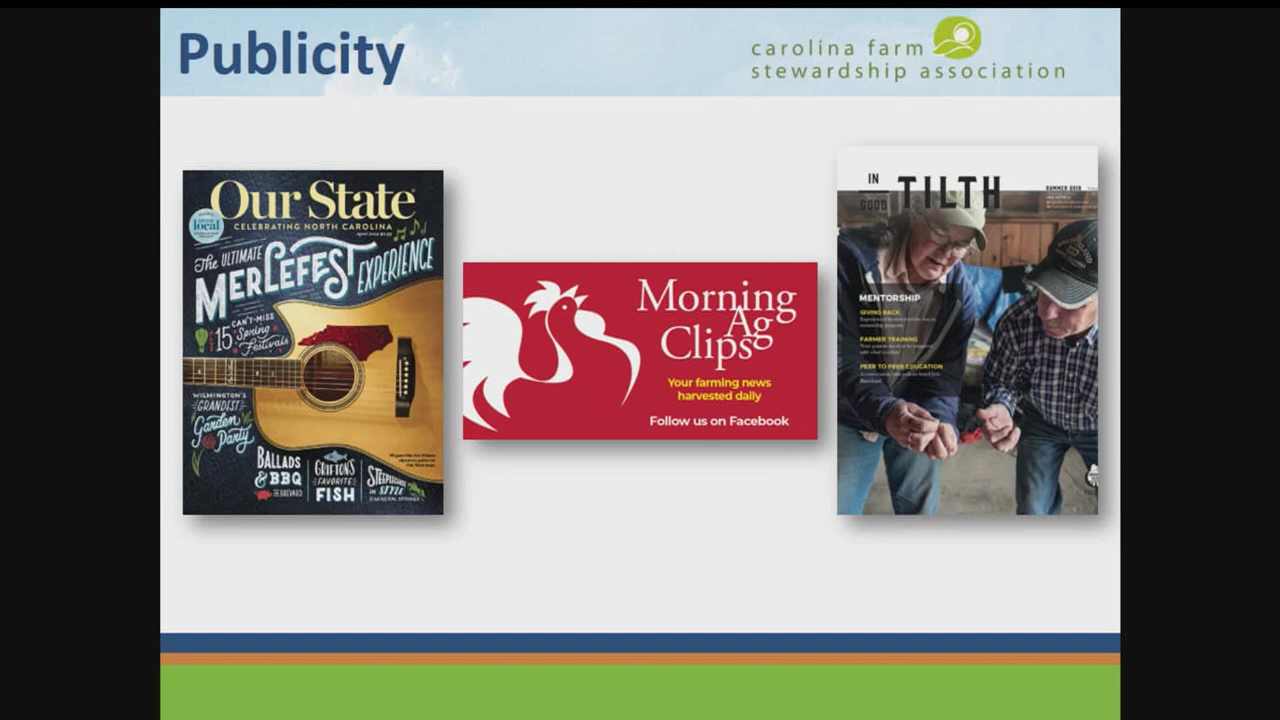 Publicity
carolina farm
stewardship association
Our State
CELEBRATING NORTH CAROLINA
local
The ULTIMATE
MERLEFEST
EXPERIENCE
15 CAN'T-MISS
Spring
Festivals
WILMINGTON'S
GRANDEST
Garden
Party
BALLADS
& BBQ
IN BREVARD
GRIFTON'S
FAVORITE
FISH
STEEPLECHASE
IN STYLE
Morning
Ag
Clips
Your farming news
harvested daily
Follow us on Facebook
IN
GOOD
TILTH
SUMMER 2018
MENTORSHIP
GIVING BACK
FARMER TRAINING
PEER TO PEER EDUCATION